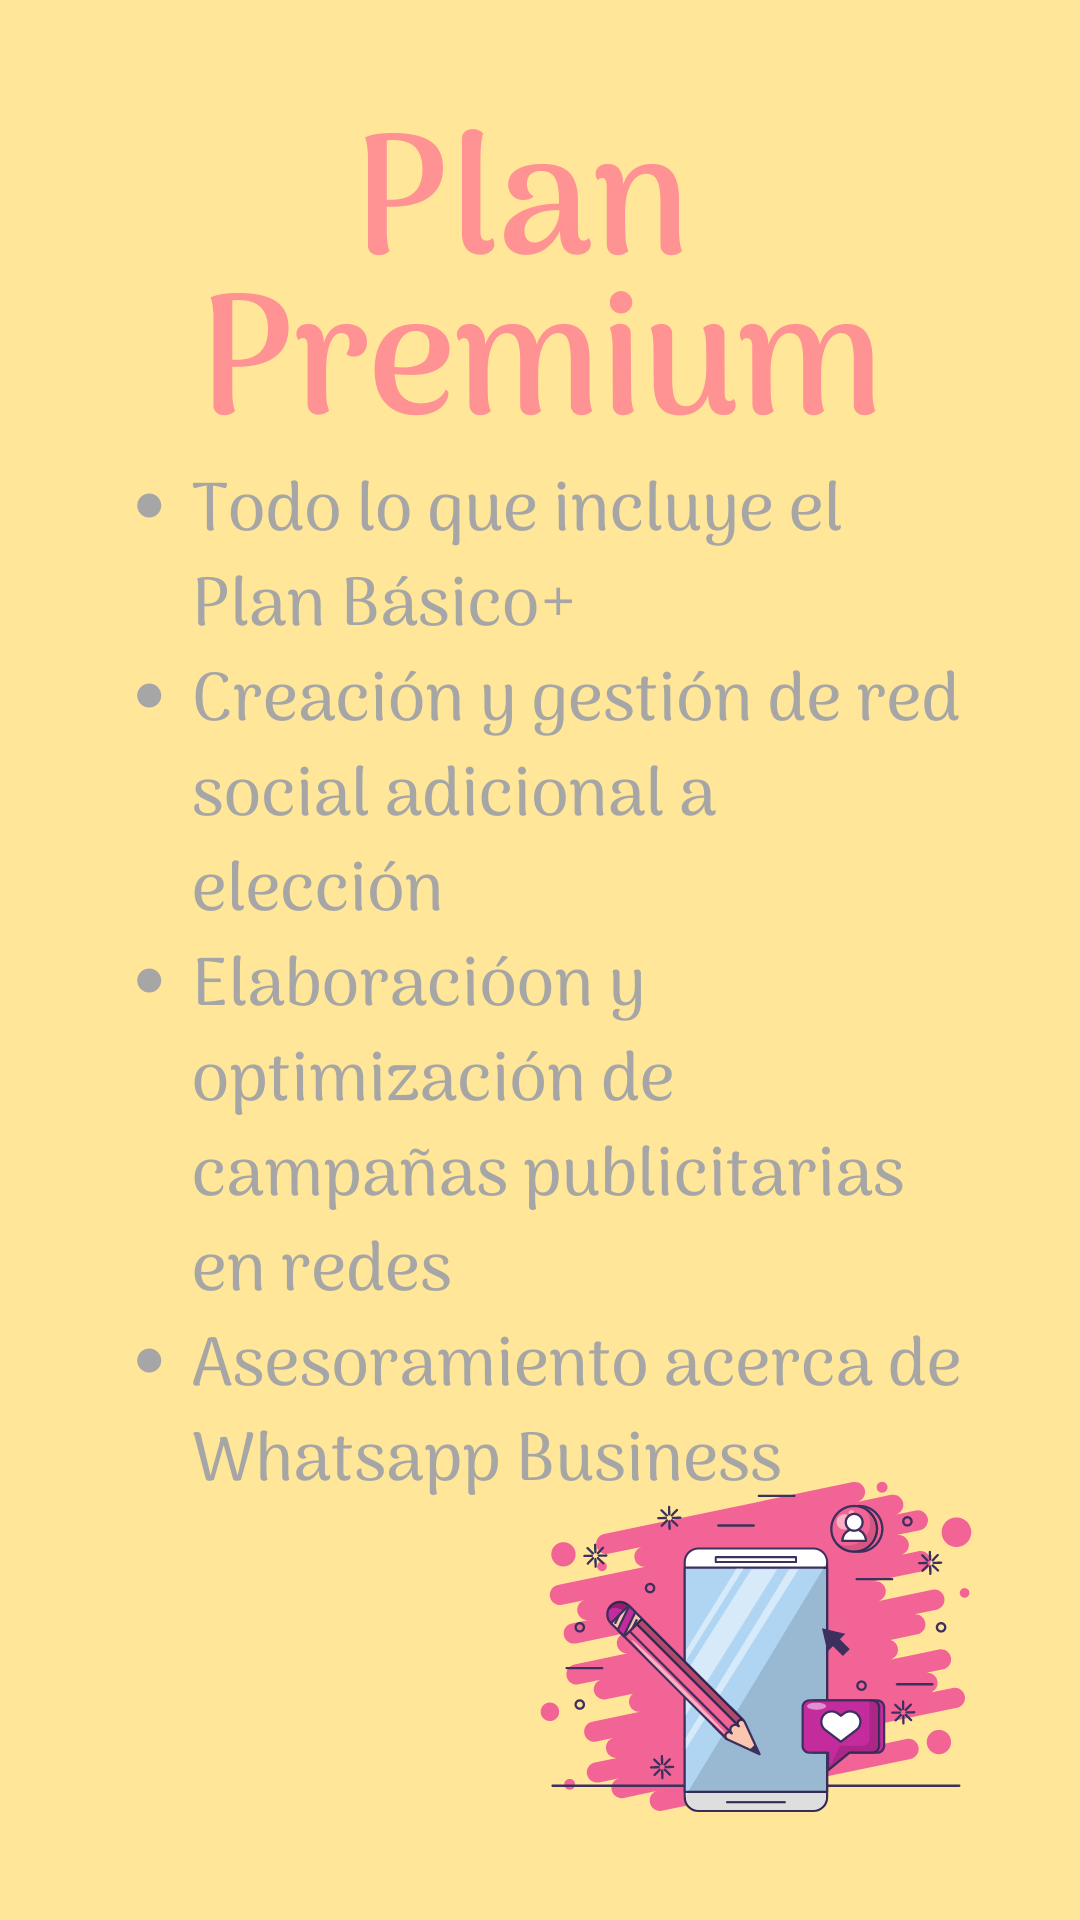 Plan
Premium
• Todo lo que incluye el
Plan Básico+
• Creación y gestión de red
social adicional a
elección
• Elaboracióon y
optimización de
campañas publicitarias
en redes
• Asesoramiento acerca de
Whatsapp Business